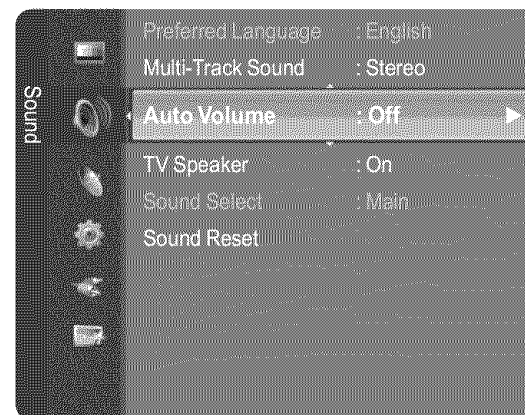 Sound
Preferred Language : English
Multi-Track Sound : Stereo
Auto Volume : Off
TV Speaker : On
Sound Select : Main
Sound Reset